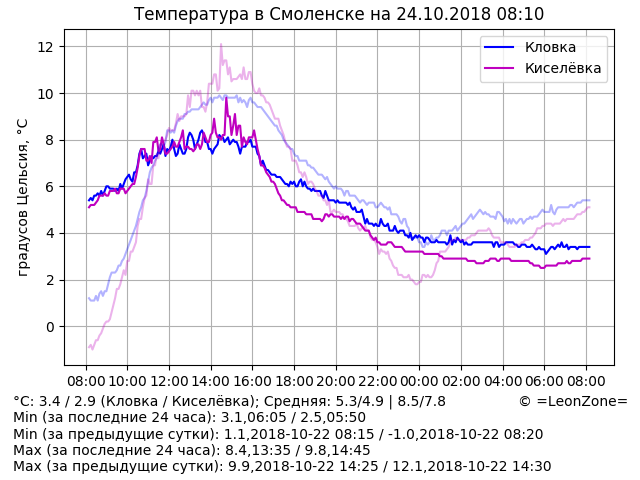 Температура в Смоленске на 24.10.2018 08:10
Кловка
Киселёвка
градусов Цельсия, °C
12
10
8
6
4
2
0
08:00 10:00 12:00 14:00 16:00 18:00 20:00 22:00 00:00 02:00 04:00 06:00 08:00
°C: 3.4 / 2.9 (Кловка / Киселёвка); Средняя: 5.3/4.9 | 8.5/7.8 © =LeonZone=
Min (за последние 24 часа): 3.1,06:05 / 2.5,05:50
Min (за предыдущие сутки): 1.1,2018-10-22 08:15 / -1.0,2018-10-22 08:20
Max (за последние 24 часа): 8.4,13:35 / 9.8,14:45
Max (за предыдущие сутки): 9.9,2018-10-22 14:25 / 12.1,2018-10-22 14:30